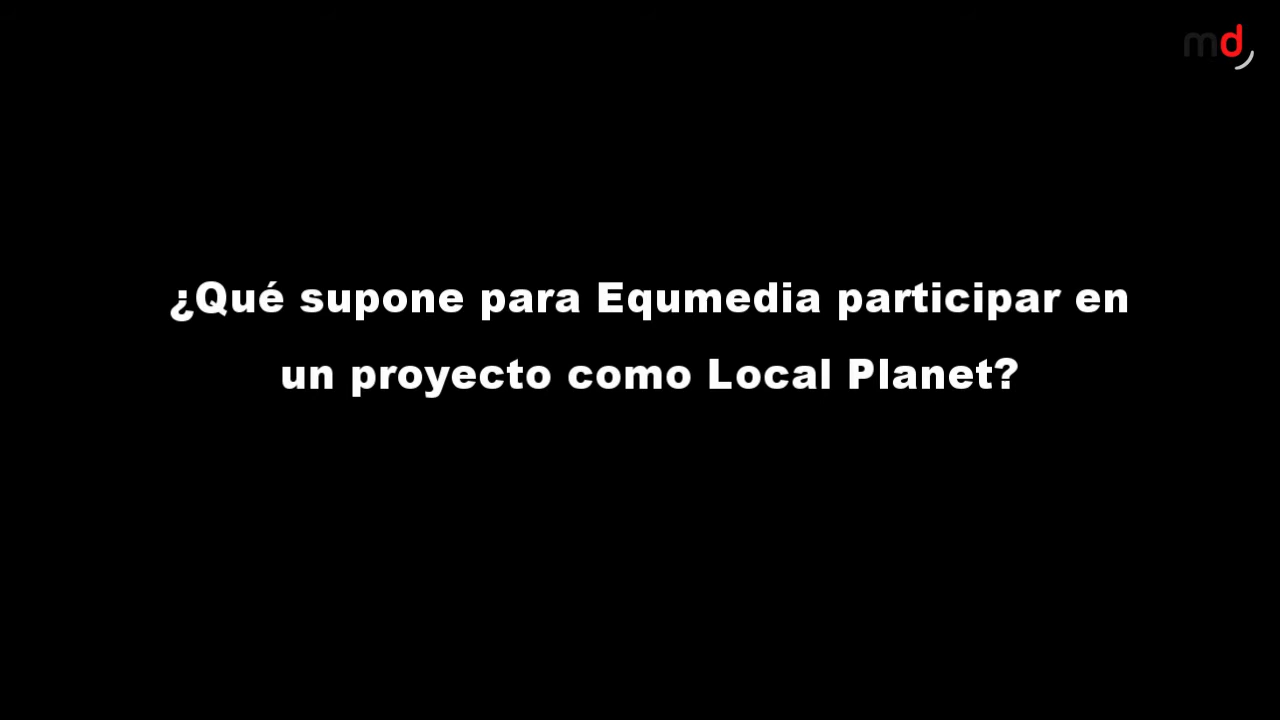 md
¿Qué supone para Equmedia participar en
un proyecto como Local Planet?